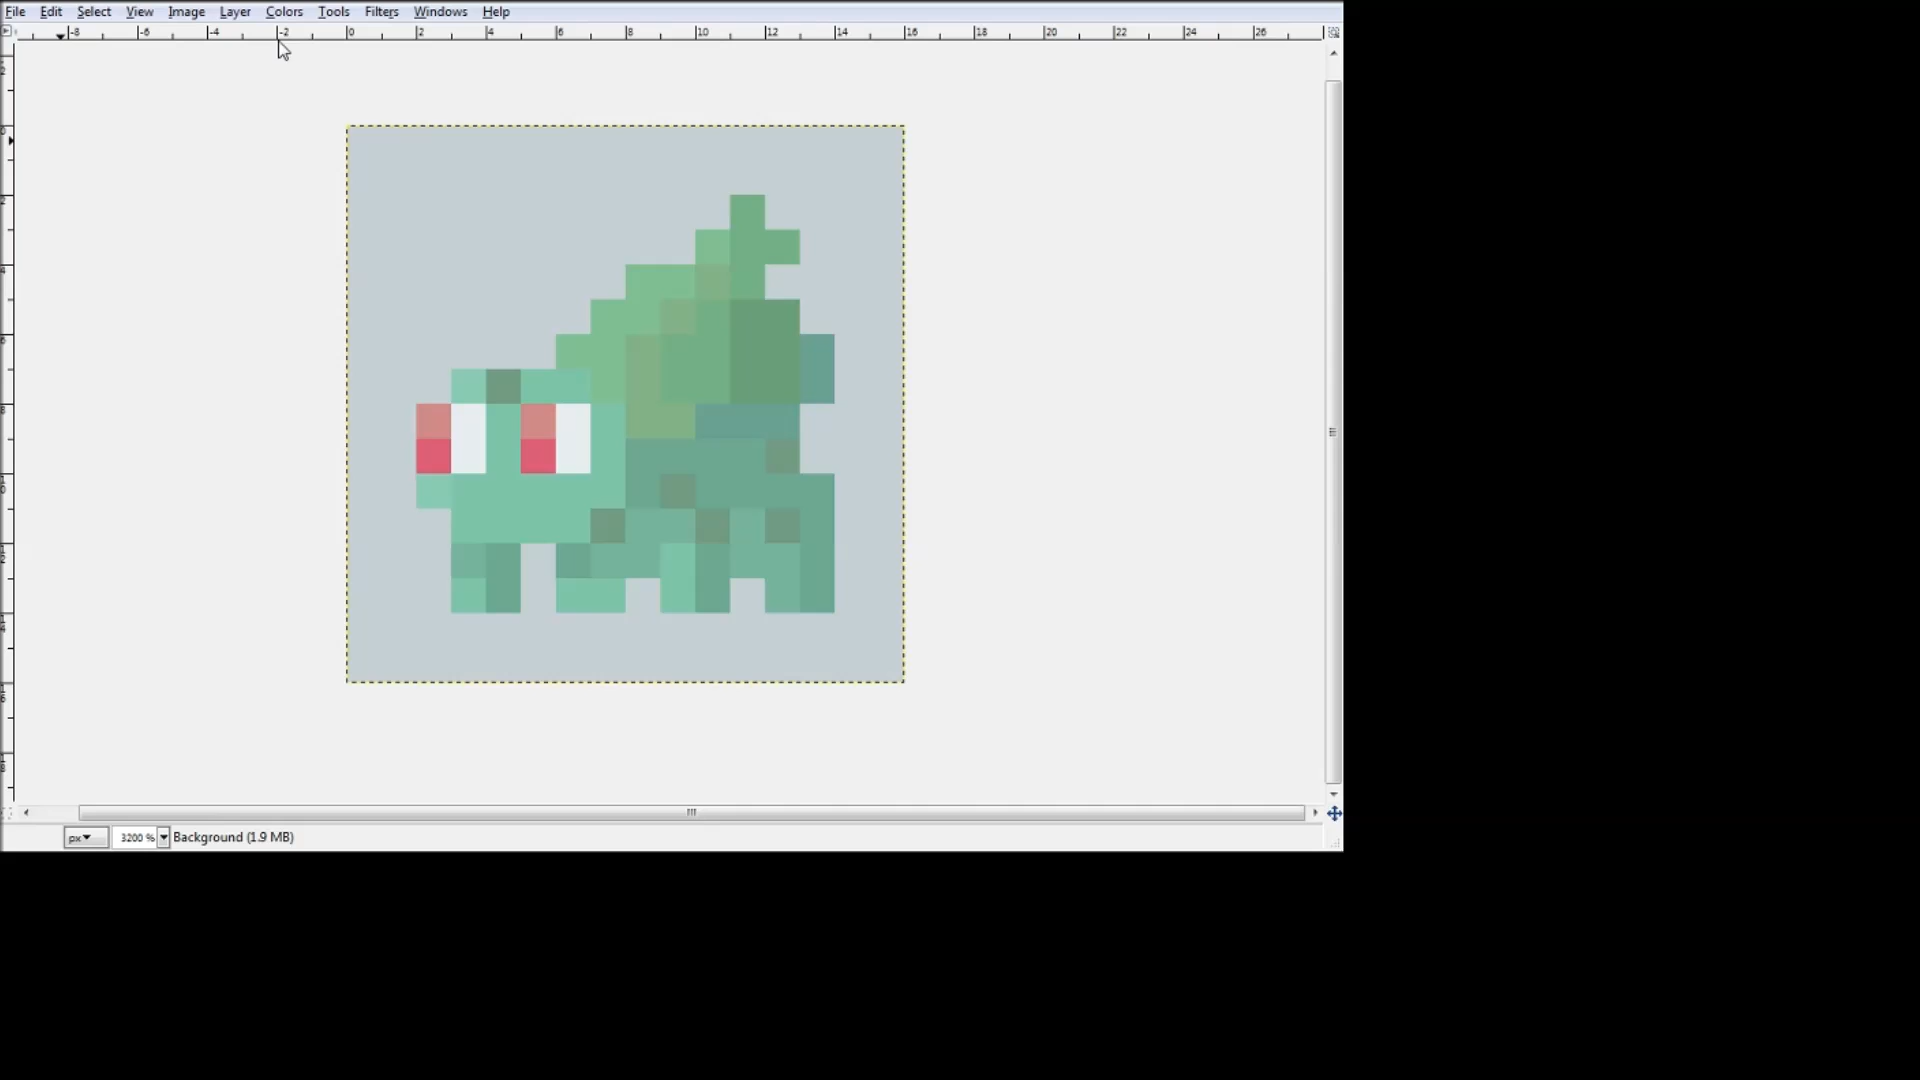 File Edit Select View Image Layer Colors Tools Filters Windows Help
-8 -6 -4 -2 0 2 4 6 8 10 12 14 16 18 20 22 24 26
px 3200 % Background (1.9 MB)